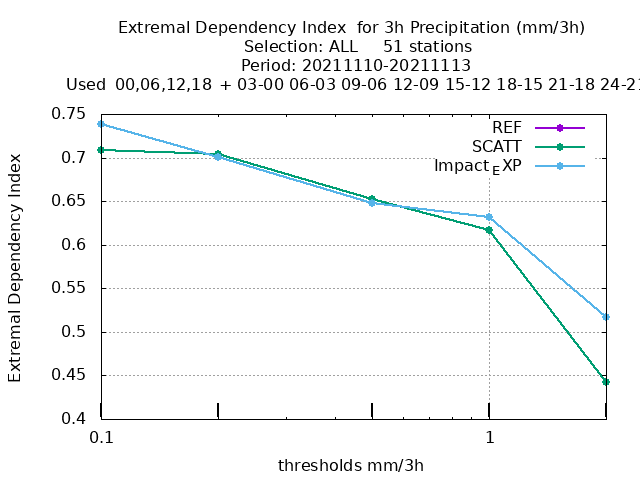 Extremal Dependency Index  for 3h Precipitation (mm/3h)
Selection: ALL     51 stations
Period: 20211110-20211113
Used  00,06,12,18  + 03-00 06-03 09-06 12-09  15-12 18-15 21-18 24-21
0.75
REF
SCATT
Impact_EXP
0.7
0.65
0.6
0.55
0.5
0.45
0.4
Extremal Dependency Index
0.1
1
thresholds mm/3h